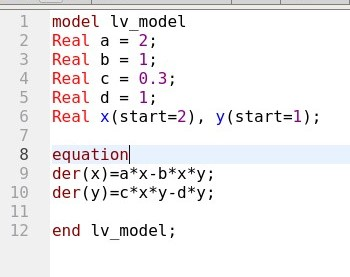 1 model lv_model
2 Real a = 2;
3 Real b = 1;
4 Real c = 0.3;
5 Real d = 1;
6 Real x(start=2), y(start=1);
7
8 equation
9 der(x)=a*x-b*x*y;
10 der(y)=c*x*y-d*y;
11
12 end lv_model;